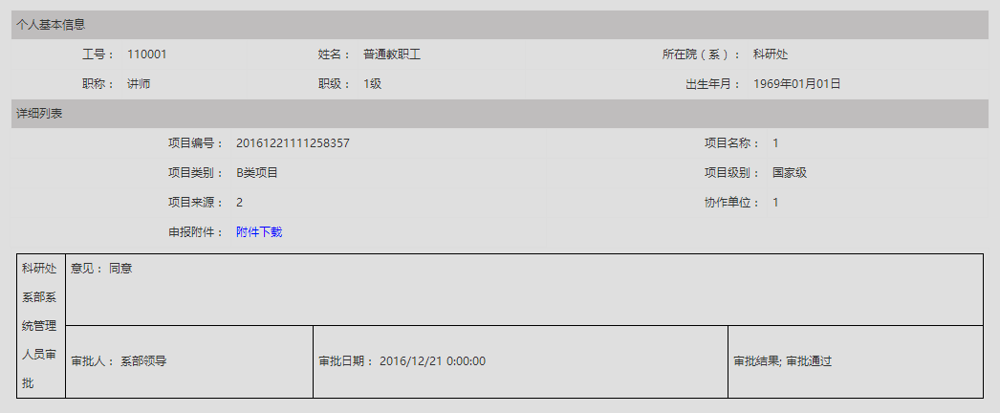 个人基本信息
工号： 110001 姓名： 普通教职工 所在院（系）： 科研处
职称： 讲师 职级： 1级 出生年月： 1969年01月01日
详细列表
项目编号： 20161221111258357 项目名称： 1
项目类别： B类项目 项目级别： 国家级
项目来源： 2 协作单位： 1
申报附件： 附件下载
科研处
系部系
统管理
人员审
批
意见： 同意
审批人： 系部领导 审批日期： 2016/12/21 0:00:00 审批结果; 审批通过